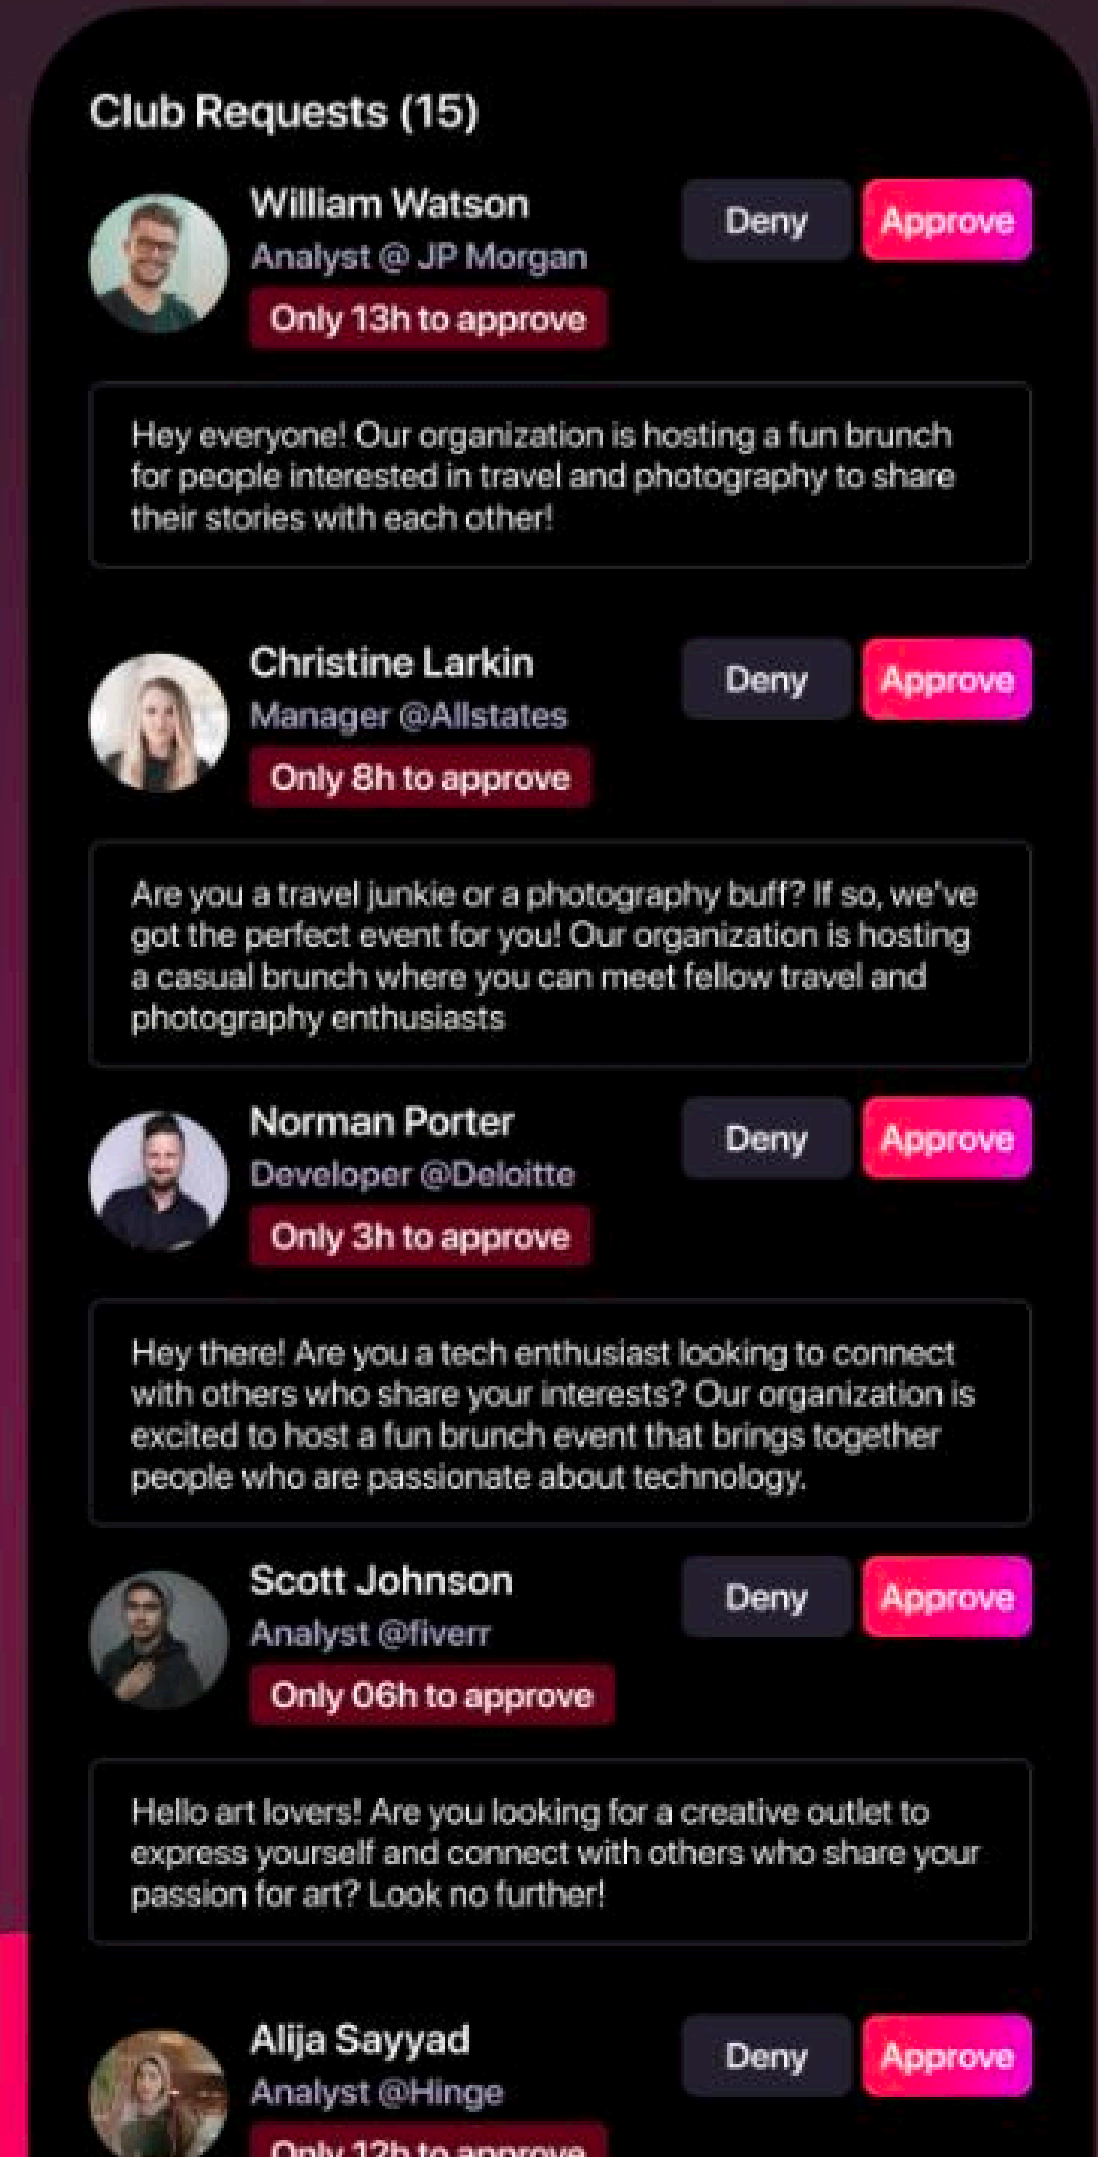 Club Requests (15)
William Watson
Deny
Approve
Analyst @ JP Morgan
Only 13h to approve
Hey everyone! Our organization is hosting a fun brunch
for people interested in travel and photography to share
their stories with each other!
Christine Larkin
Deny
Approve
Manager @Allstates
Only 8h to approve
Are you a travel junkie or a photography buff? If so, we've
got the perfect event for you! Our organization is hosting
a casual brunch where you can meet fellow travel and
photography enthusiasts
Norman Porter
Deny
Approve
Developer @Deloitte
Only 3h to approve
Hey there! Are you a tech enthusiast looking to connect
with others who share your interests? Our organization is
excited to host a fun brunch event that brings together
people who are passionate about technology.
Scott Johnson
Deny
Approve
Analyst @fiverr
Only 06h to approve
Hello art lovers! Are you looking for a creative outlet to
express yourself and connect with others who share your
passion for art? Look no further!
Alija Sayyad
Deny
Approve
Analyst @Hinge
Only 12h to approve